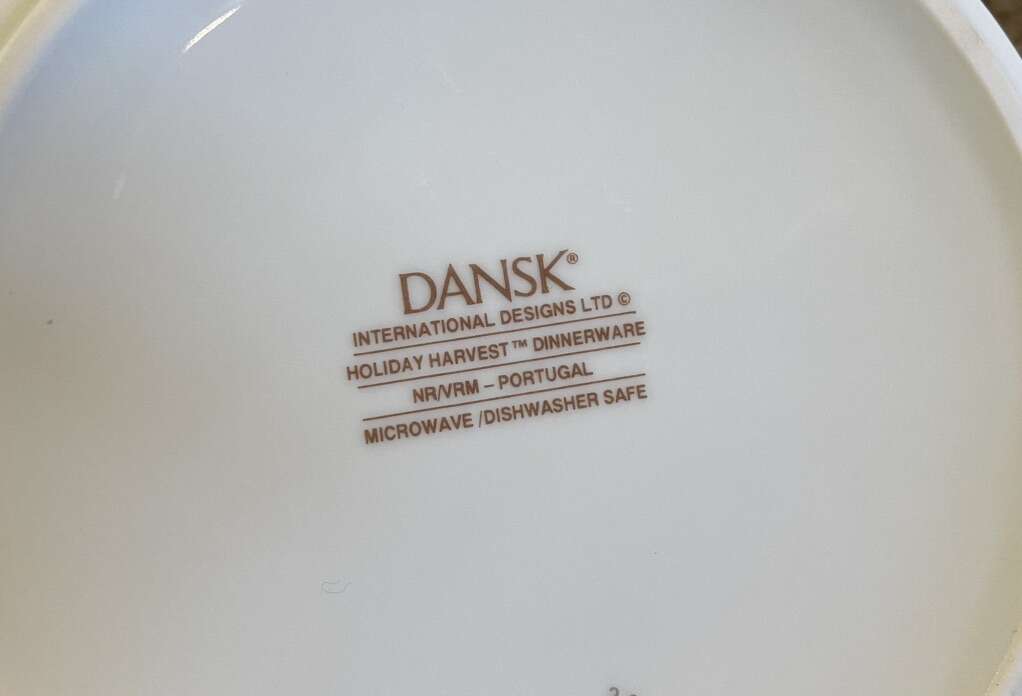 DANSK®
INTERNATIONAL DESIGNS LTD ©
HOLIDAY HARVEST™ DINNERWARE
NR/VRM – PORTUGAL
MICROWAVE /DISHWASHER SAFE